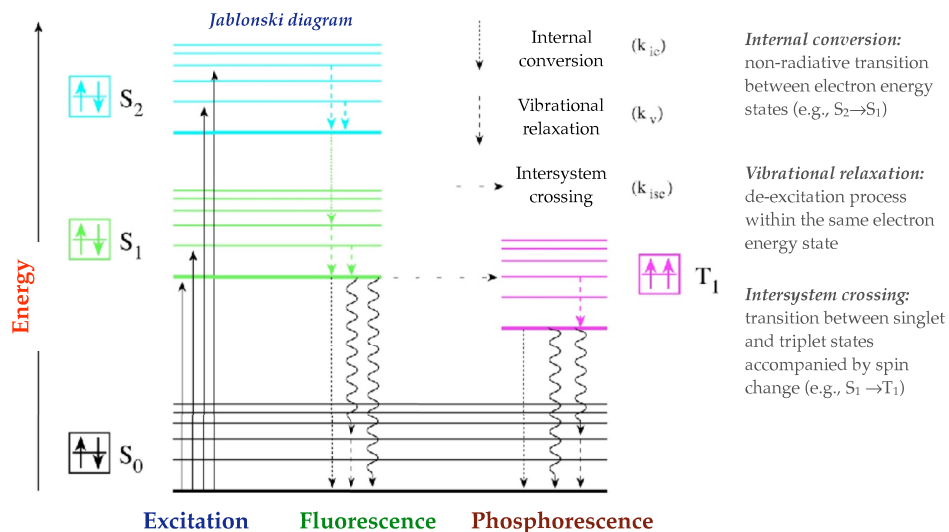 Jablonski diagram
Internal
conversion
(k ic)
Vibrational
relaxation
(k v)
Intersystem
crossing
(k isc)
Internal conversion:
non-radiative transition
between electron energy
states (e.g., S2→S1)
Vibrational relaxation:
de-excitation process
within the same electron
energy state
Intersystem crossing:
transition between singlet
and triplet states
accompanied by spin
change (e.g., S1 →T1)
Energy
S2
S1
T1
S0
Excitation
Fluorescence
Phosphorescence